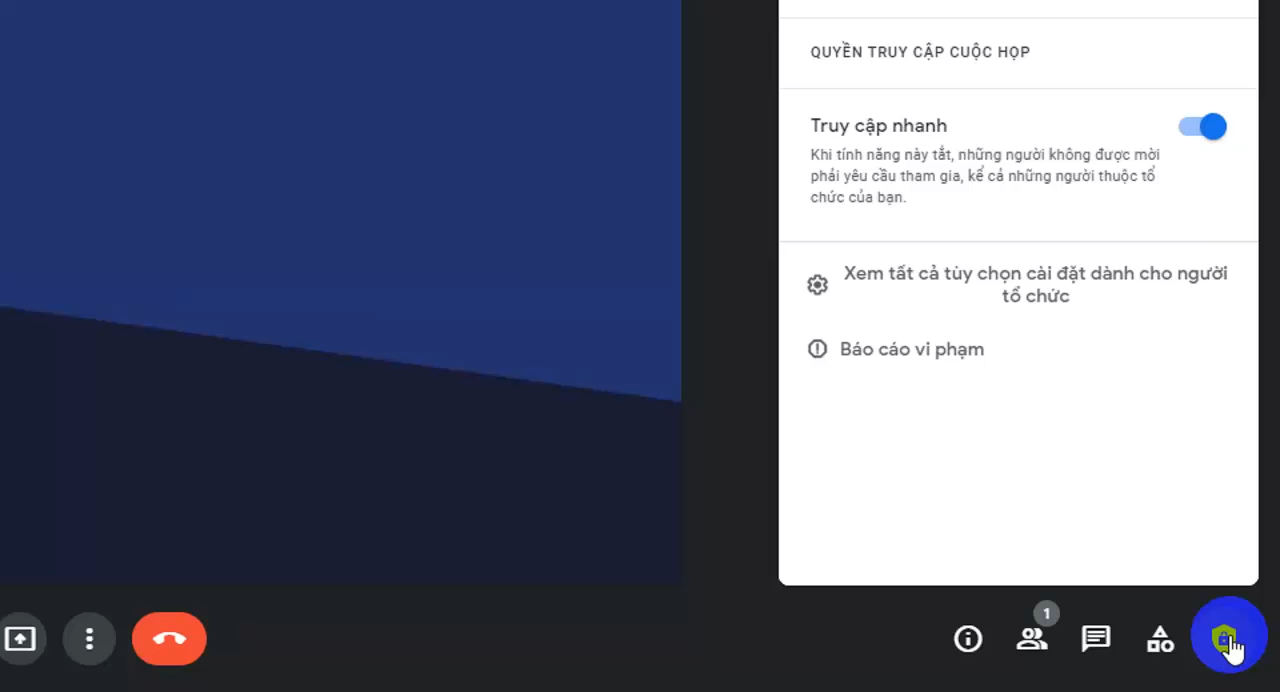 QUYỀN TRUY CẬP CUỘC HỌP
Truy cập nhanh
Khi tính năng này tắt, những người không được mời
phải yêu cầu tham gia, kể cả những người thuộc tổ
chức của bạn.
Xem tất cả tùy chọn cài đặt dành cho người
tổ chức
Báo cáo vi phạm
1